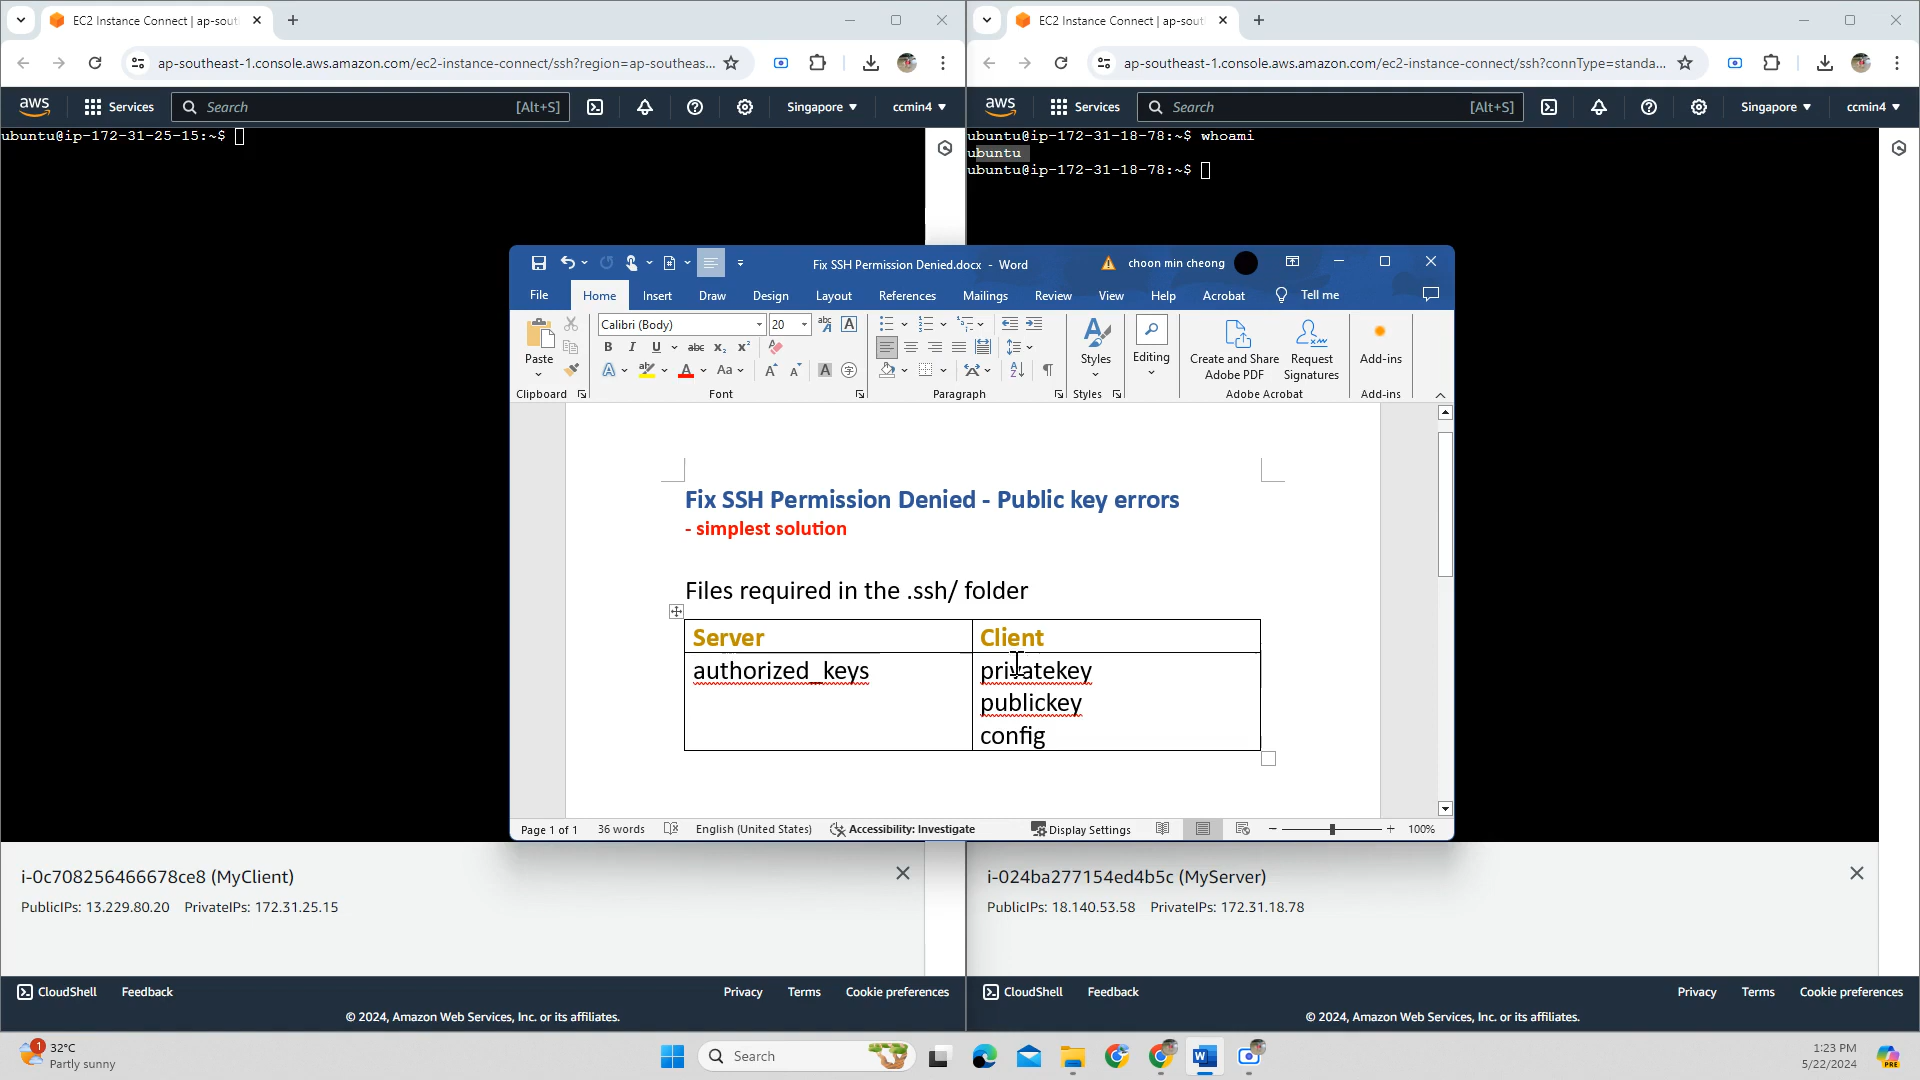 EC2 Instance Connect | ap-sout
EC2 Instance Connect | ap-sout
ap-southeast-1.console.aws.amazon.com/ec2-instance-connect/ssh?region=ap-southeas...
ap-southeast-1.console.aws.amazon.com/ec2-instance-connect/ssh?connType=standa...
aws Services Search [Alt+S] Singapore ccmin4
aws Services Search [Alt+S] Singapore ccmin4
ubuntu@ip-172-31-25-15:~$
ubuntu@ip-172-31-18-78:~$ whoami
ubuntu
ubuntu@ip-172-31-18-78:~$
Fix SSH Permission Denied.docx - Word choon min cheong
File Home Insert Draw Design Layout References Mailings Review View Help Acrobat Tell me
Calibri (Body) 20
Paste Styles Editing Create and Share Adobe PDF Request Signatures Add-ins
Clipboard Font Paragraph Styles Adobe Acrobat Add-ins
Fix SSH Permission Denied - Public key errors
- simplest solution
Files required in the .ssh/ folder
Server Client
authorized_keys privatekey
publickey
config
Page 1 of 1 36 words English (United States) Accessibility: Investigate Display Settings 100%
i-0c708256466678ce8 (MyClient)
PublicIPs: 13.229.80.20 PrivateIPs: 172.31.25.15
i-024ba277154ed4b5c (MyServer)
PublicIPs: 18.140.53.58 PrivateIPs: 172.31.18.78
CloudShell Feedback Privacy Terms Cookie preferences
© 2024, Amazon Web Services, Inc. or its affiliates.
CloudShell Feedback Privacy Terms Cookie preferences
© 2024, Amazon Web Services, Inc. or its affiliates.
1
32°C
Partly sunny
Search
1:23 PM
5/22/2024
PRE